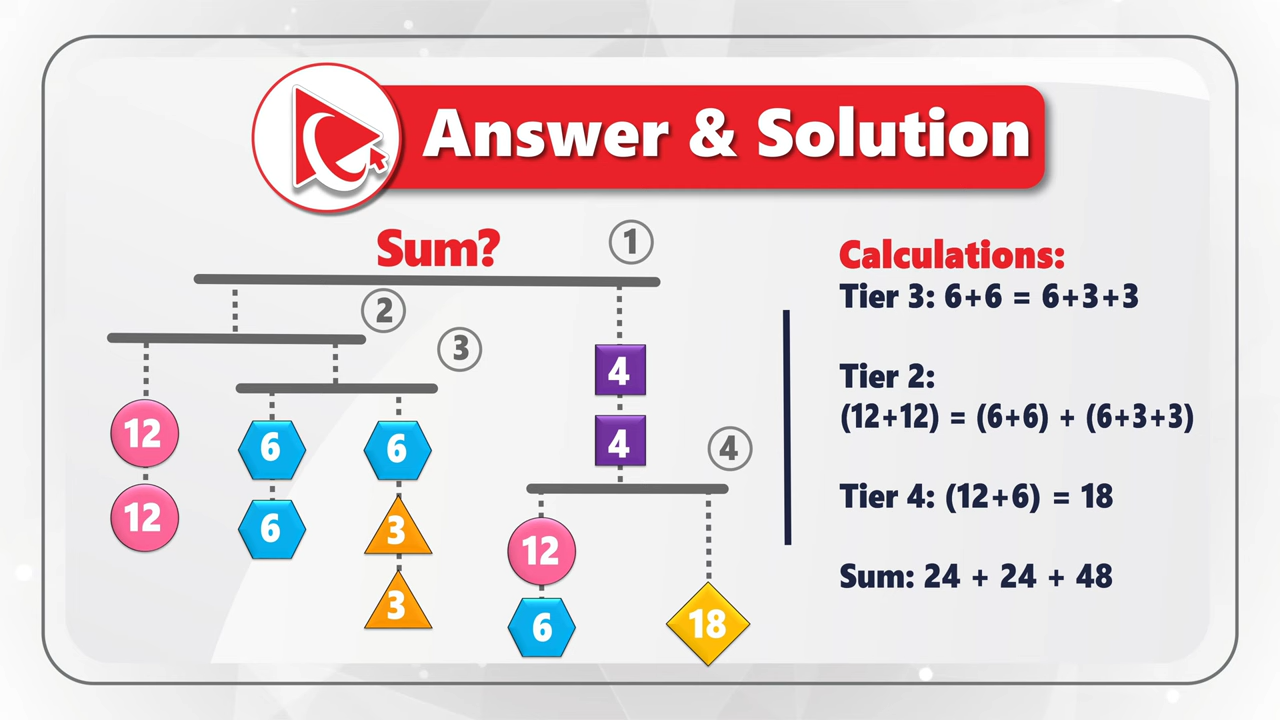 Answer & Solution
Sum?
1
2
3
4
4
4
12
12
6
6
6
3
3
12
6
18
Calculations:
Tier 3: 6+6 = 6+3+3
Tier 2:
(12+12) = (6+6) + (6+3+3)
Tier 4: (12+6) = 18
Sum: 24 + 24 + 48